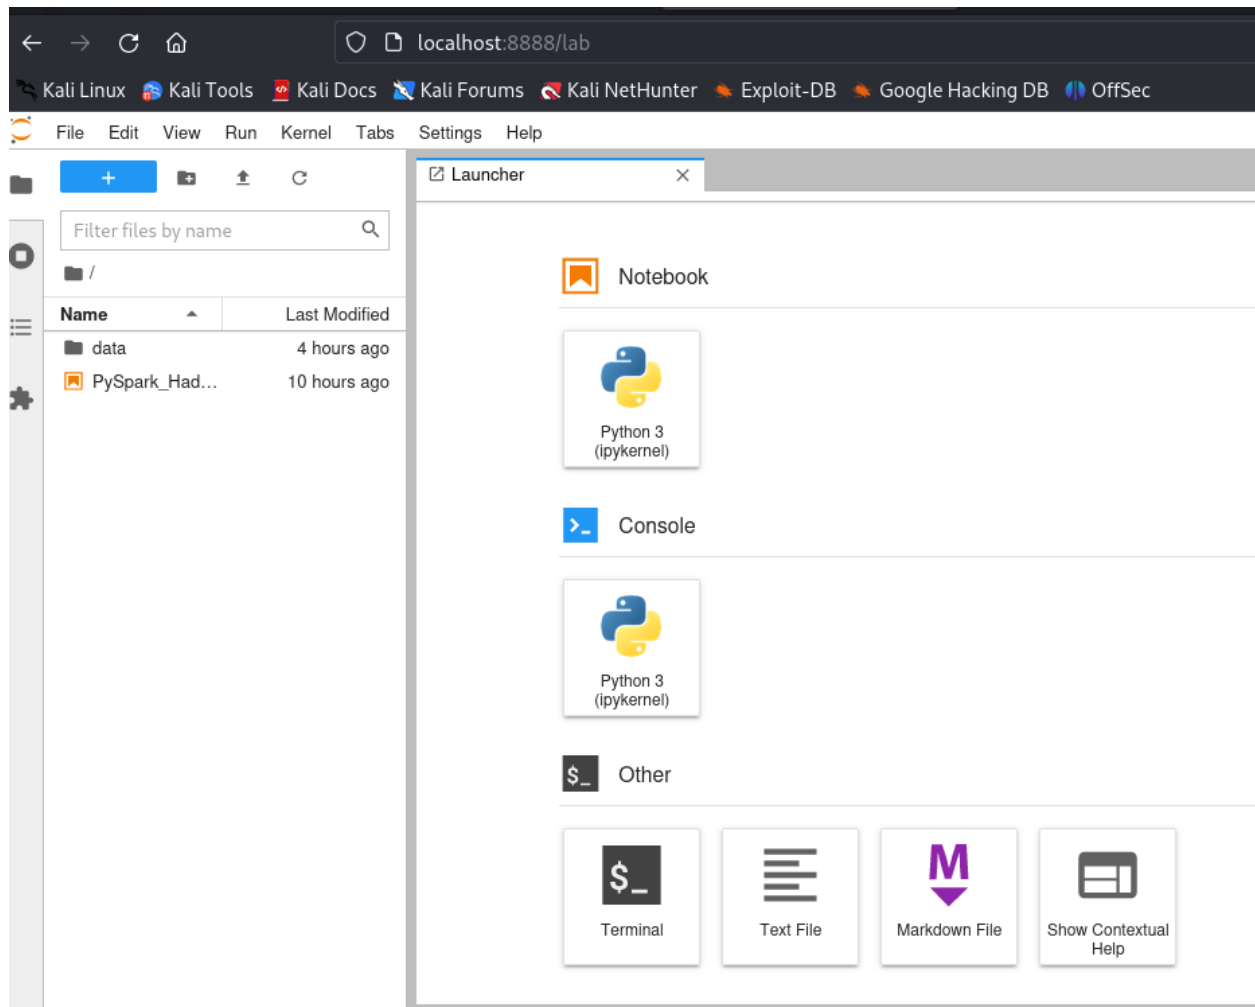 localhost:8888/lab
Kali Linux Kali Tools Kali Docs Kali Forums Kali NetHunter Exploit-DB Google Hacking DB OffSec
File Edit View Run Kernel Tabs Settings Help
+
Filter files by name
/
Name Last Modified
data 4 hours ago
PySpark_Had... 10 hours ago
Launcher
Notebook
Python 3
(ipykernel)
Console
Python 3
(ipykernel)
$_ Other
$_
Terminal
Text File
M
Markdown File
Show Contextual
Help